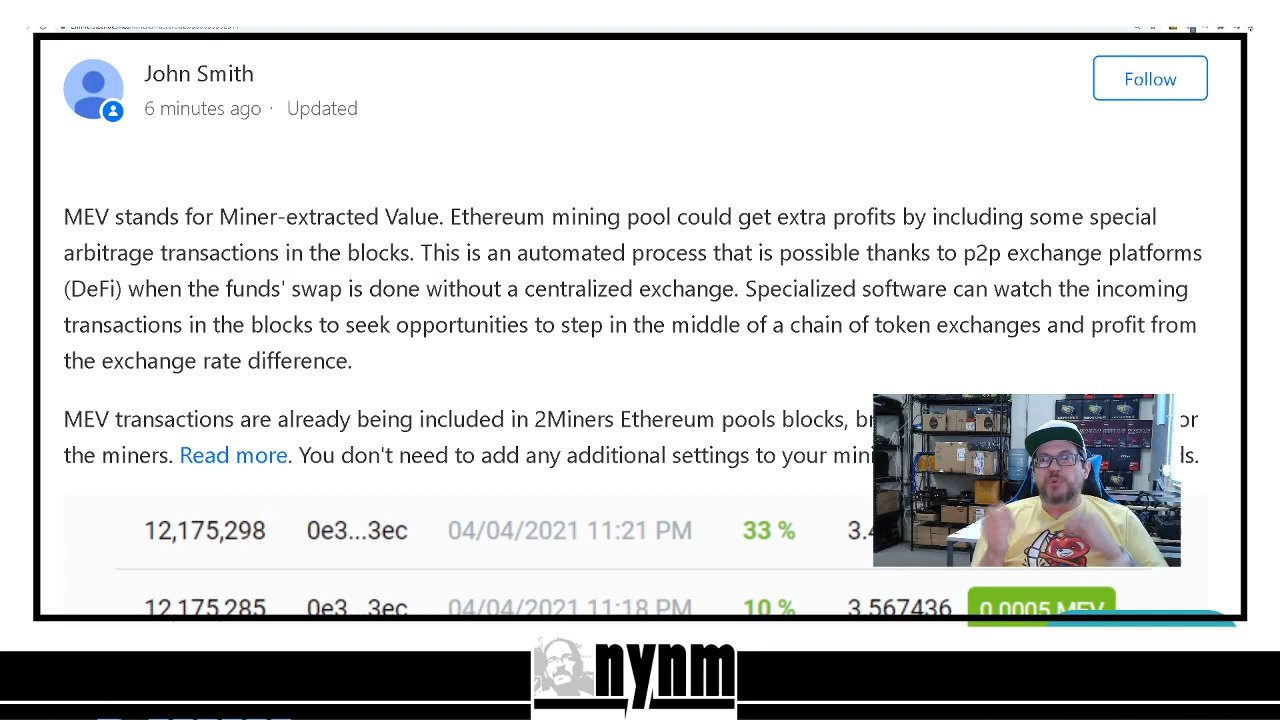 John Smith
Follow
6 minutes ago · Updated
MEV stands for Miner-extracted Value. Ethereum mining pool could get extra profits by including some special
arbitrage transactions in the blocks. This is an automated process that is possible thanks to p2p exchange platforms
(DeFi) when the funds' swap is done without a centralized exchange. Specialized software can watch the incoming
transactions in the blocks to seek opportunities to step in the middle of a chain of token exchanges and profit from
the exchange rate difference.
MEV transactions are already being included in 2Miners Ethereum pools blocks,
the miners. Read more. You don't need to add any additional settings to your
12,175,298 0e3...3ec 04/04/2021 11:21 PM 33 %
12,175,285 0e3...3ec 04/04/2021 11:18 PM 10 % 3.567436 0.0005 MEV
nynm